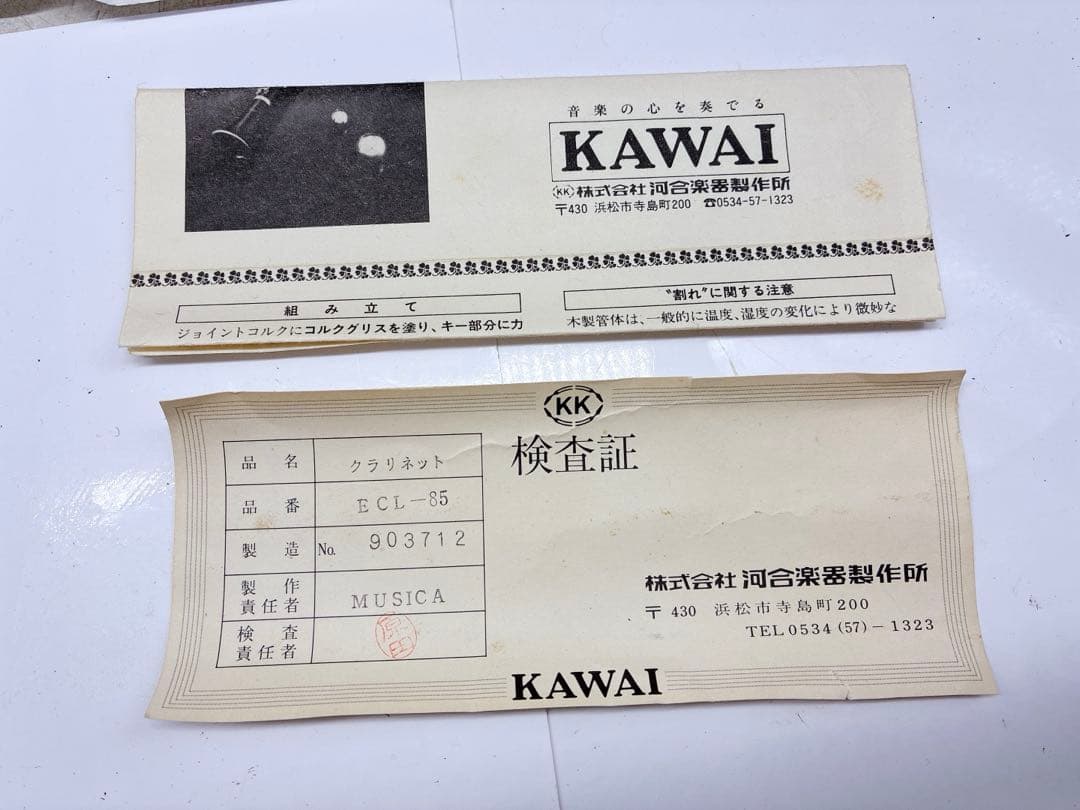 音楽の心を奏でる
KAWAI
KK 株式会社 河合楽器製作所
〒430 浜松市寺島町200 ☎0534-57-1323
組み立て
ジョイントコルクにコルクグリスを塗り、キー部分に力
"割れ"に関する注意
木製管体は、一般的に温度、湿度の変化により微妙な
KK
検査証
品名 クラリネット
品番 ECL-85
製造 No. 903712
製作責任者 MUSICA
検査責任者 原田
株式会社 河合楽器製作所
〒 430 浜松市寺島町200
TEL 0534 (57) - 1323
KAWAI